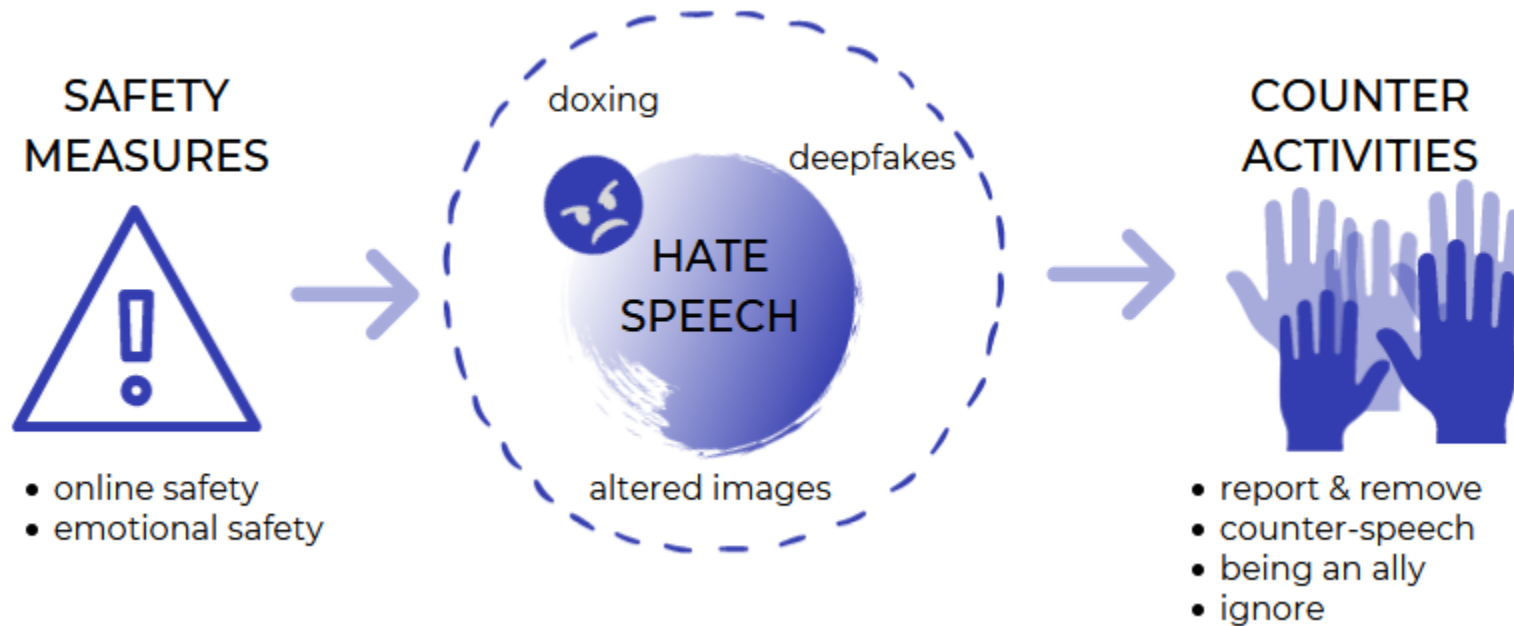 SAFETY
MEASURES
• online safety
• emotional safety
doxing
deepfakes
HATE
SPEECH
altered images
COUNTER
ACTIVITIES
• report & remove
• counter-speech
• being an ally
• ignore